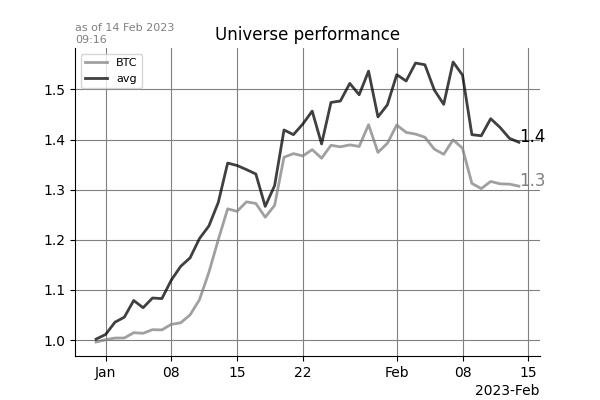 as of 14 Feb 2023
09:16
Universe performance
BTC
avg
1.5
1.4
1.3
1.2
1.1
1.0
1.4
1.3
Jan 08 15 22 Feb 08 15
2023-Feb